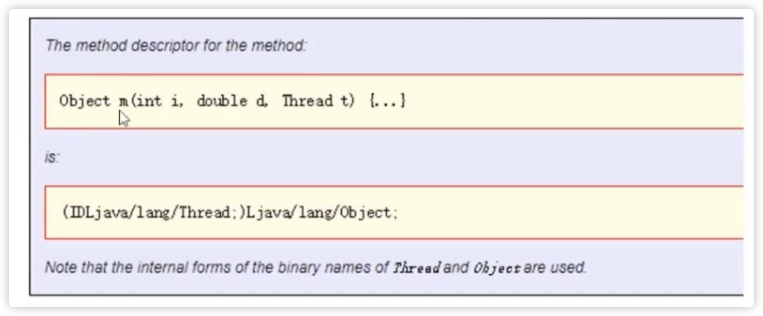 The method descriptor for the method:
Object m(int i, double d, Thread t) {...}
is:
(IDLjava/lang/Thread;)Ljava/lang/Object;
Note that the internal forms of the binary names of Thread and Object are used.